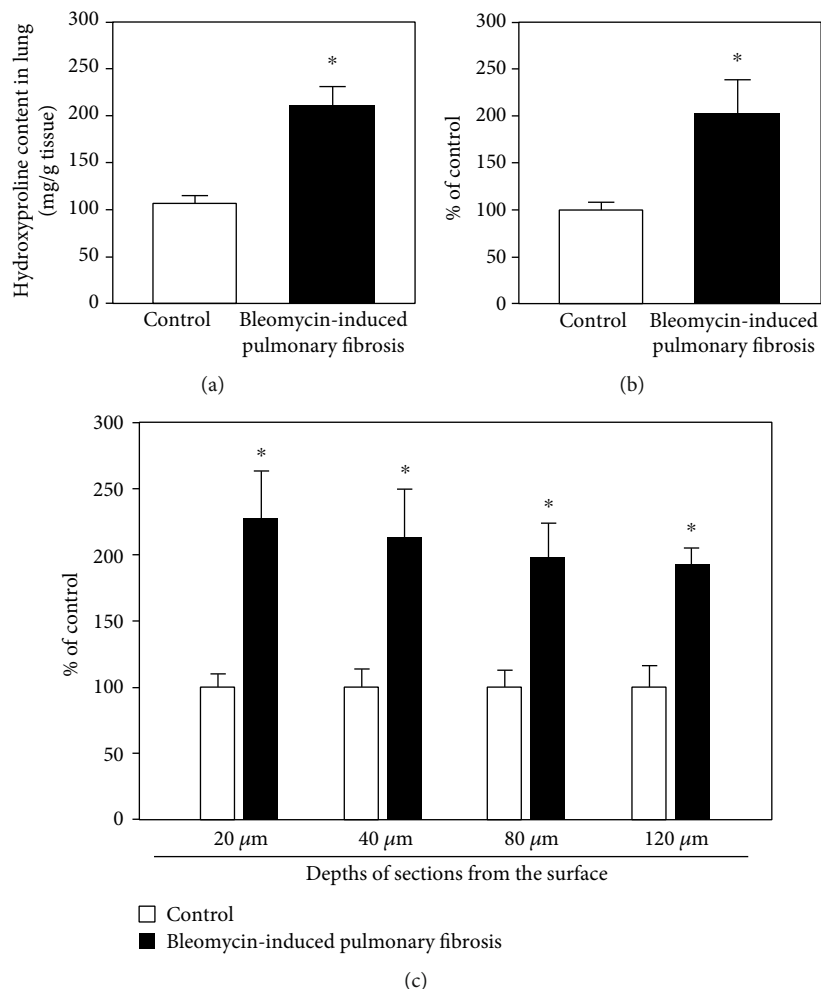 Hydroxyproline content in lung
(mg/g tissue)
300
250
200
150
100
50
0
*
Control
Bleomycin-induced
pulmonary fibrosis
(a)
% of control
300
250
200
150
100
50
0
*
Control
Bleomycin-induced
pulmonary fibrosis
(b)
% of control
300
250
200
150
100
50
0
* * * *
20 μm 40 μm 80 μm 120 μm
Depths of sections from the surface
Control
Bleomycin-induced pulmonary fibrosis
(c)